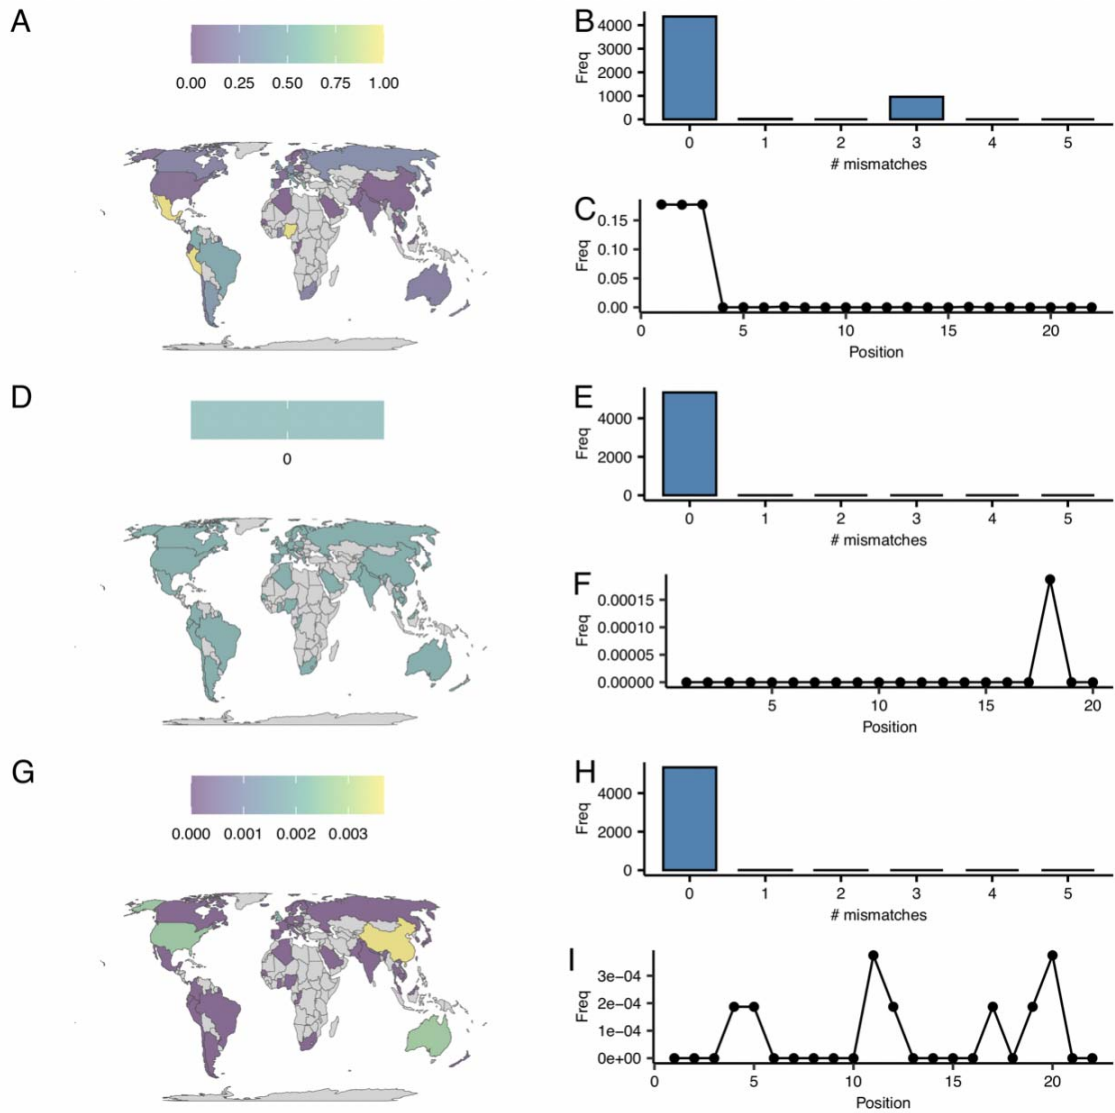 A
0.00 0.25 0.50 0.75 1.00
B
Freq
4000
3000
2000
1000
0
0 1 2 3 4 5
# mismatches
C
Freq
0.15
0.10
0.05
0.00
0 5 10 15 20
Position
D
0
E
Freq
4000
2000
0
0 1 2 3 4 5
# mismatches
F
Freq
0.00015
0.00010
0.00005
0.00000
5 10 15 20
Position
G
0.000 0.001 0.002 0.003
H
Freq
4000
2000
0
0 1 2 3 4 5
# mismatches
I
Freq
3e−04
2e−04
1e−04
0e+00
0 5 10 15 20
Position